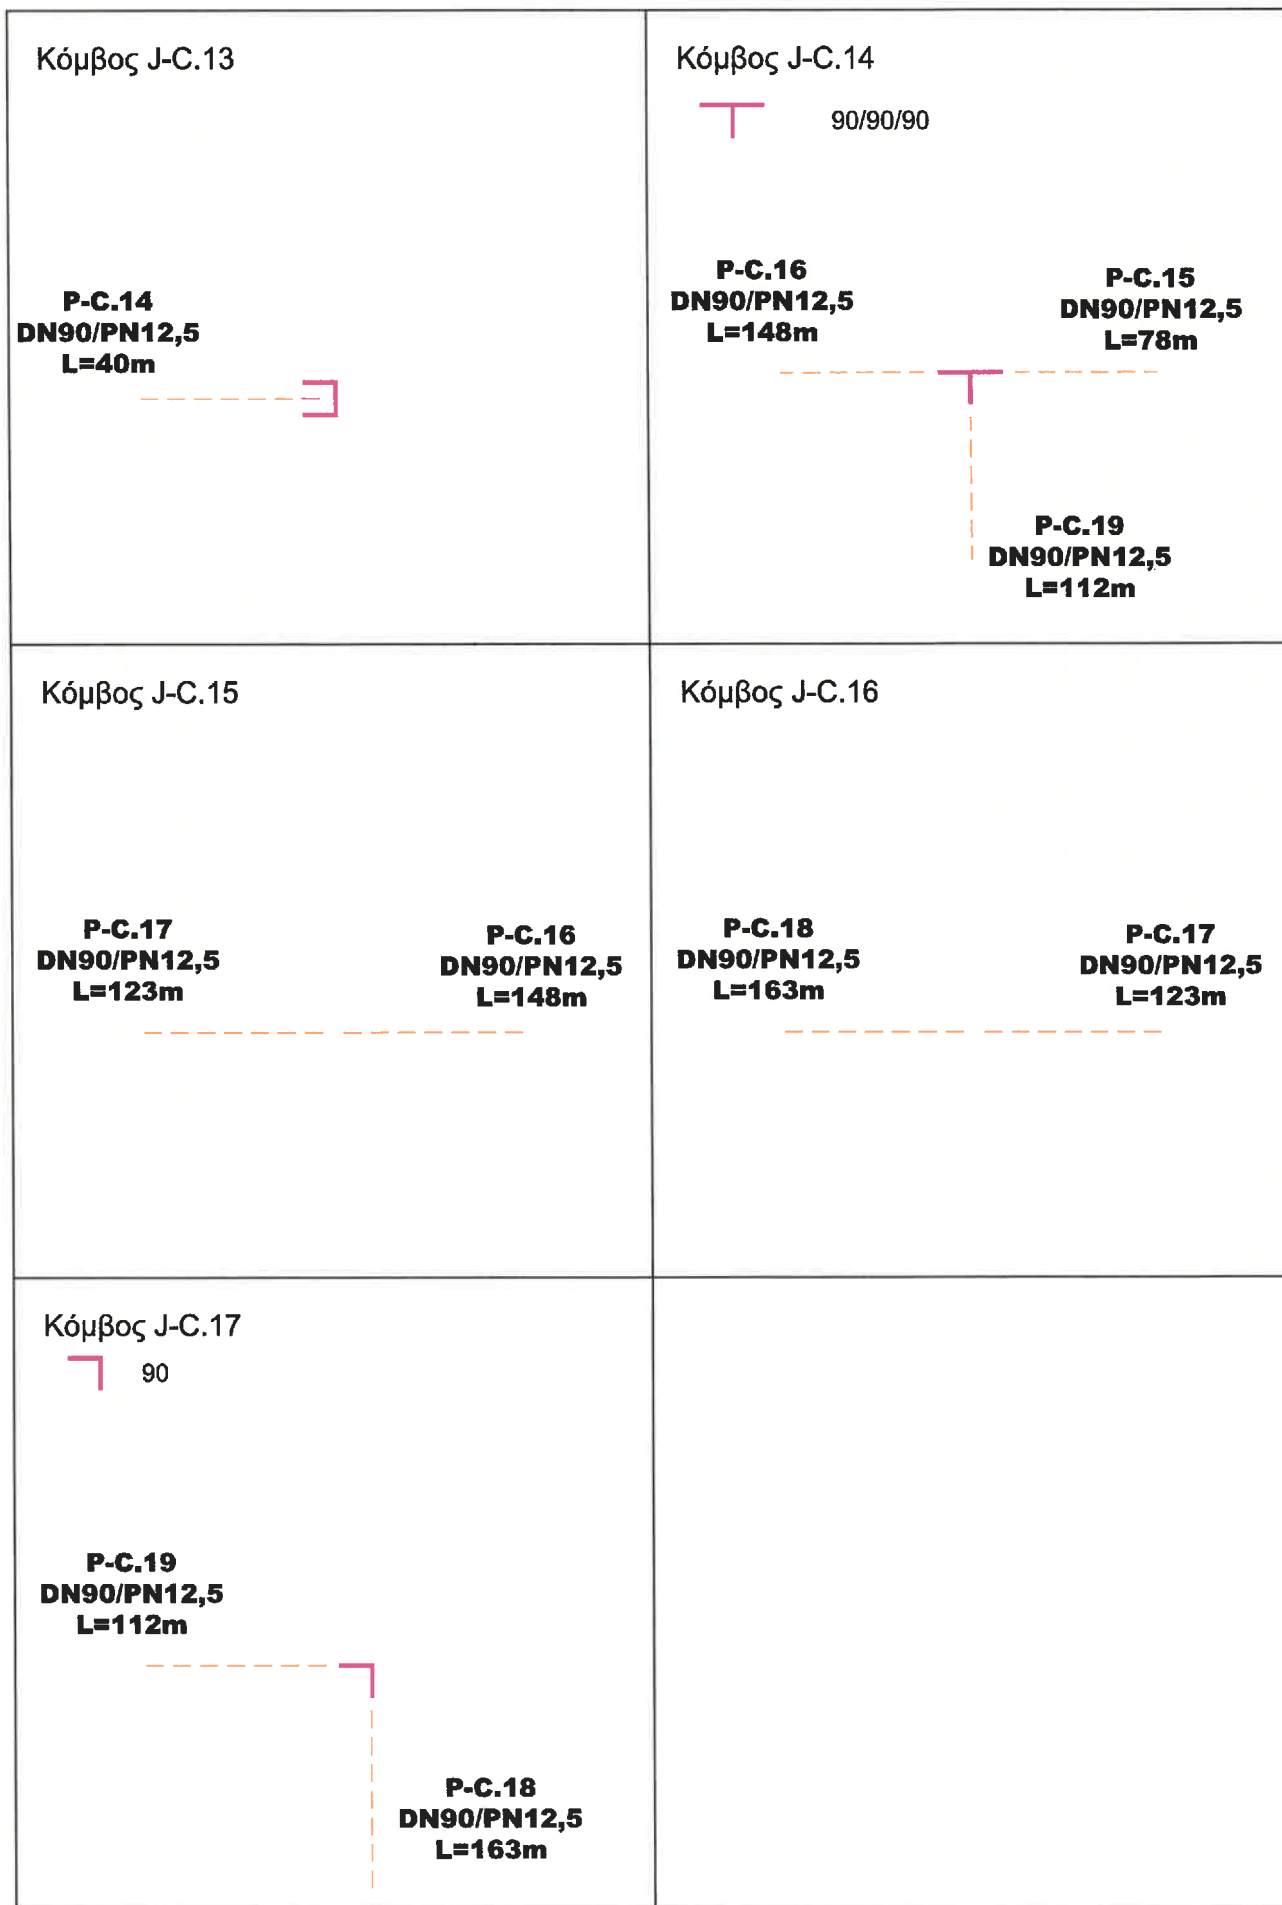 Κόμβος J-C.13
P-C.14
DN90/PN12,5
L=40m
Κόμβος J-C.14
90/90/90
P-C.16
DN90/PN12,5
L=148m
P-C.15
DN90/PN12,5
L=78m
P-C.19
DN90/PN12,5
L=112m
Κόμβος J-C.15
P-C.17
DN90/PN12,5
L=123m
P-C.16
DN90/PN12,5
L=148m
Κόμβος J-C.16
P-C.18
DN90/PN12,5
L=163m
P-C.17
DN90/PN12,5
L=123m
Κόμβος J-C.17
90
P-C.19
DN90/PN12,5
L=112m
P-C.18
DN90/PN12,5
L=163m